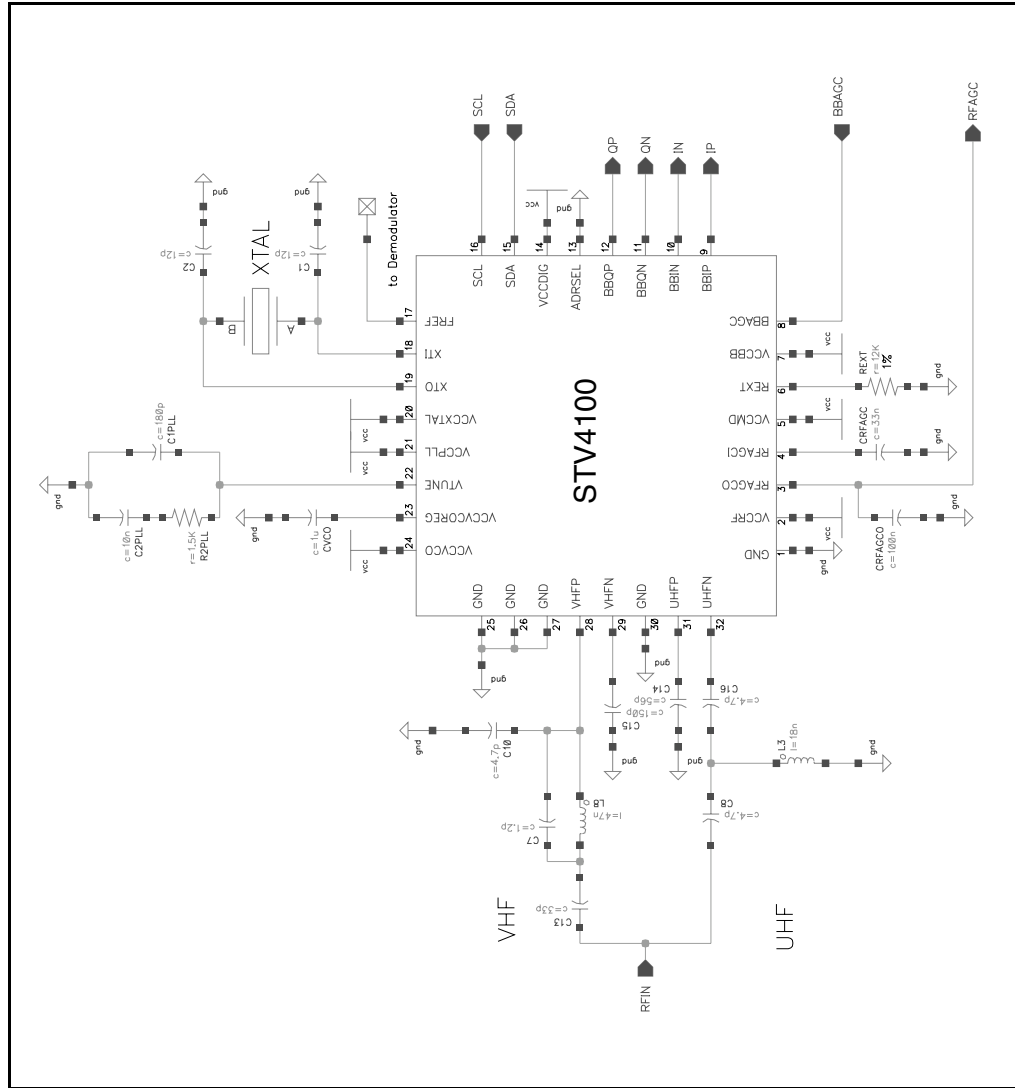 SCL
SDA
QP
QN
IN
IP
BBAGC
RFAGC
gnd
gnd
c=12p
C2
XTAL
c=12p
C1
B
A
to Demodulator
vcc
gnd
16
15
14
13
12
11
10
9
SCL
SDA
VCCDIG
ADRSEL
BBQP
BBQN
BBIN
BBIP
17
FREF
18
XTI
19
XTO
20
VCCXTAL
vcc
21
VCCPLL
vcc
22
VTUNE
23
VCCVCOREG
24
VCCVCO
vcc
c=180p
C1PLL
gnd
c=10n
C2PLL
r=1.5K
R2PLL
gnd
c=1u
CVCO
STV4100
BBAGC
8
VCCBB
7
vcc
REXT
6
REXT
r=12K
1%
gnd
VCCMD
5
vcc
RFAGCI
4
CRFAGC
c=33n
gnd
RFAGCO
3
VCCRF
2
vcc
CRFAGCO
c=100n
gnd
GND
1
gnd
GND
GND
GND
VHFP
VHFN
GND
UHFP
UHFN
25
26
27
28
29
30
31
32
gnd
gnd
gnd
c=4.7p
C10
c=150p
C15
gnd
c=56p
C14
gnd
C16
c=4.7p
L3
l=18n
gnd
c=1.2p
C7
L8
l=47n
C8
c=4.7p
c=33p
C13
VHF
UHF
RFIN